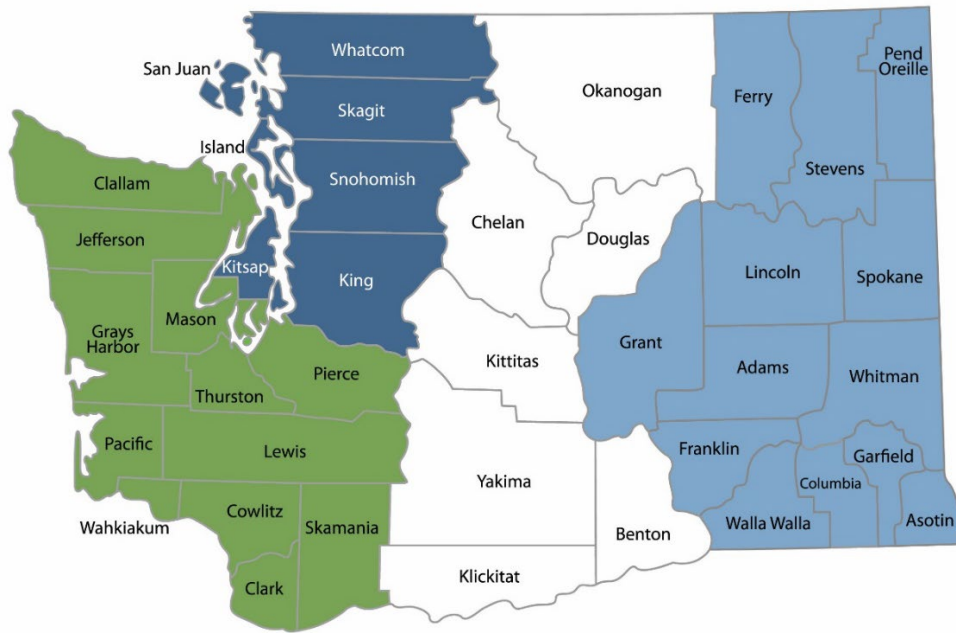 Whatcom
San Juan
Skagit
Island
Snohomish
Clallam
Jefferson
Kitsap
King
Mason
Grays
Harbor
Pierce
Thurston
Pacific
Lewis
Wahkiakum
Cowlitz
Skamania
Clark
Okanogan
Chelan
Douglas
Kittitas
Yakima
Benton
Klickitat
Ferry
Pend
Oreille
Stevens
Lincoln
Spokane
Grant
Adams
Whitman
Franklin
Garfield
Columbia
Walla Walla
Asotin